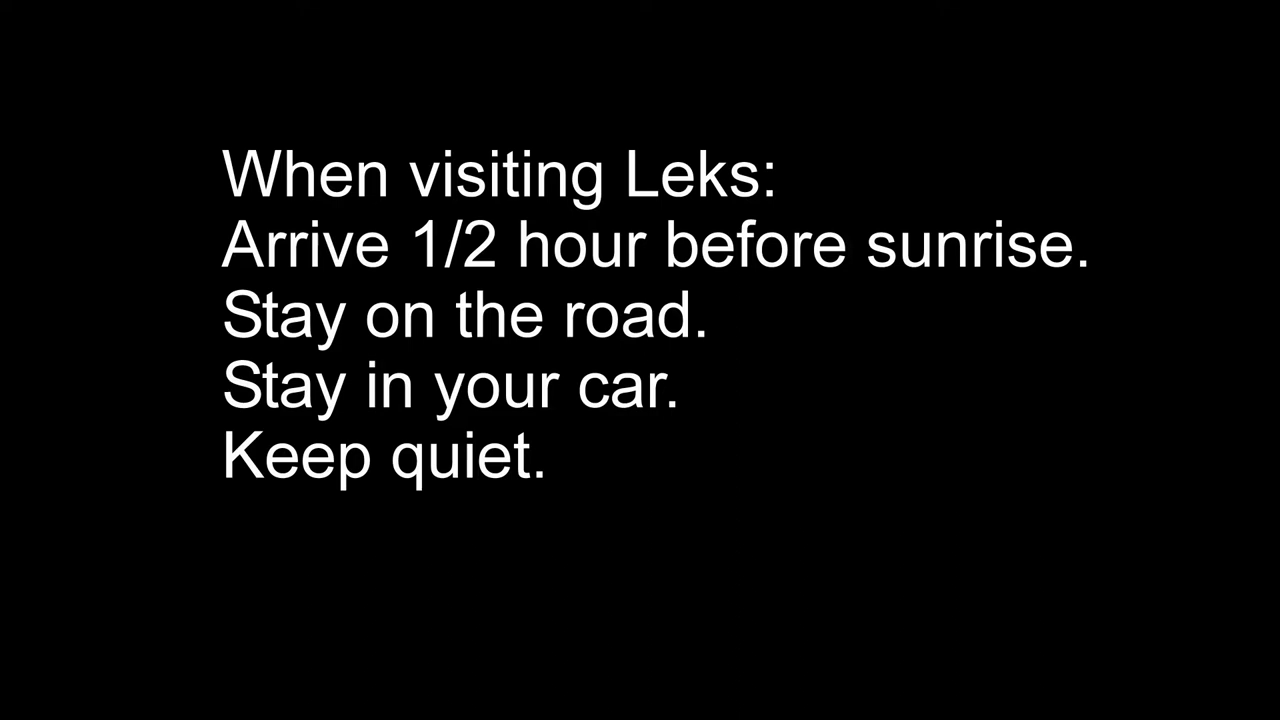 When visiting Leks:
Arrive 1/2 hour before sunrise.
Stay on the road.
Stay in your car.
Keep quiet.